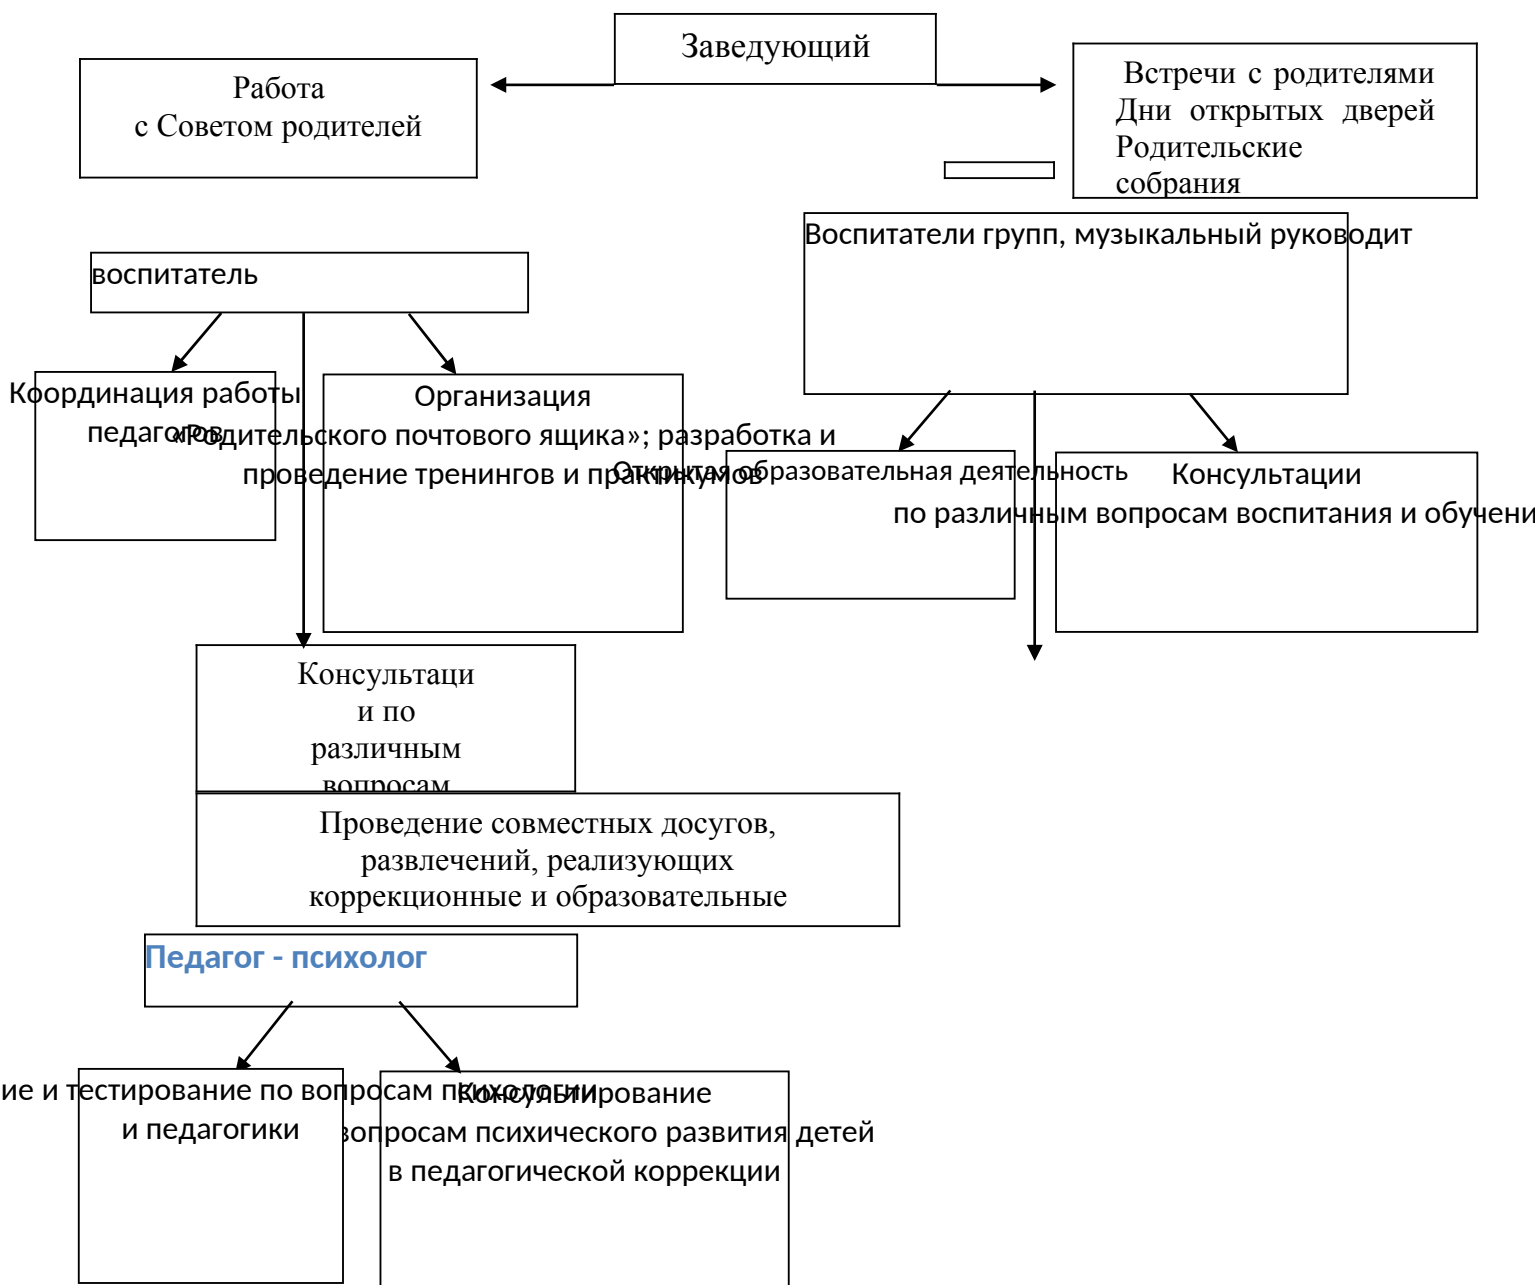 Заведующий
Работа
с Советом родителей
Встречи с родителями
Дни открытых дверей
Родительские
собрания
Воспитатели групп, музыкальный руководит
воспитатель
Координация работы
педагогов
Организация
«Родительского почтового ящика»; разработка и
проведение тренингов и практикумов
Открытая образовательная деятельность
Консультации
по различным вопросам воспитания и обучени
Консультаци
и по
различным
вопросам
Проведение совместных досугов,
развлечений, реализующих
коррекционные и образовательные
Педагог - психолог
ие и тестирование по вопросам психологии
и педагогики
Консультирование
вопросам психического развития детей
в педагогической коррекции